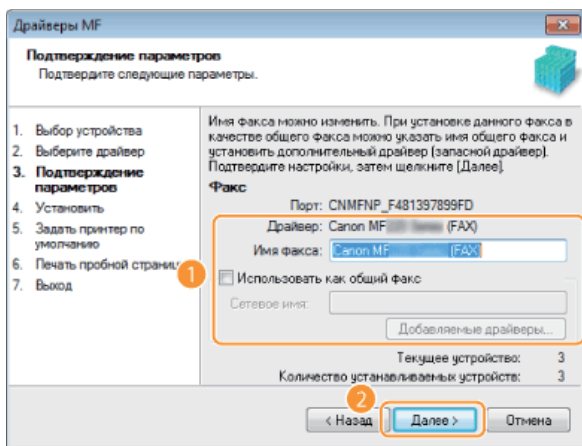 Драйверы MF
Подтверждение параметров
Подтвердите следующие параметры.
1. Выбор устройства
2. Выберите драйвер
3. Подтверждение
параметров
4. Установить
5. Задать принтер по
умолчанию
6. Печать пробной страниц
7. Выход
Имя факса можно изменить. При установке данного факса в
качестве общего факса можно указать имя общего факса и
установить дополнительный драйвер (запасной драйвер).
Подтвердите настройки, затем щелкните [Далее].
Факс
Порт: CNMFNP_F481397899FD
Драйвер: Canon MF (FAX)
Имя факса: Canon MF (FAX)
1
Использовать как общий факс
Сетевое имя:
Добавляемые драйверы...
Текущее устройство: 3
Количество устанавливаемых устройств: 3
2
< Назад
Далее >
Отмена